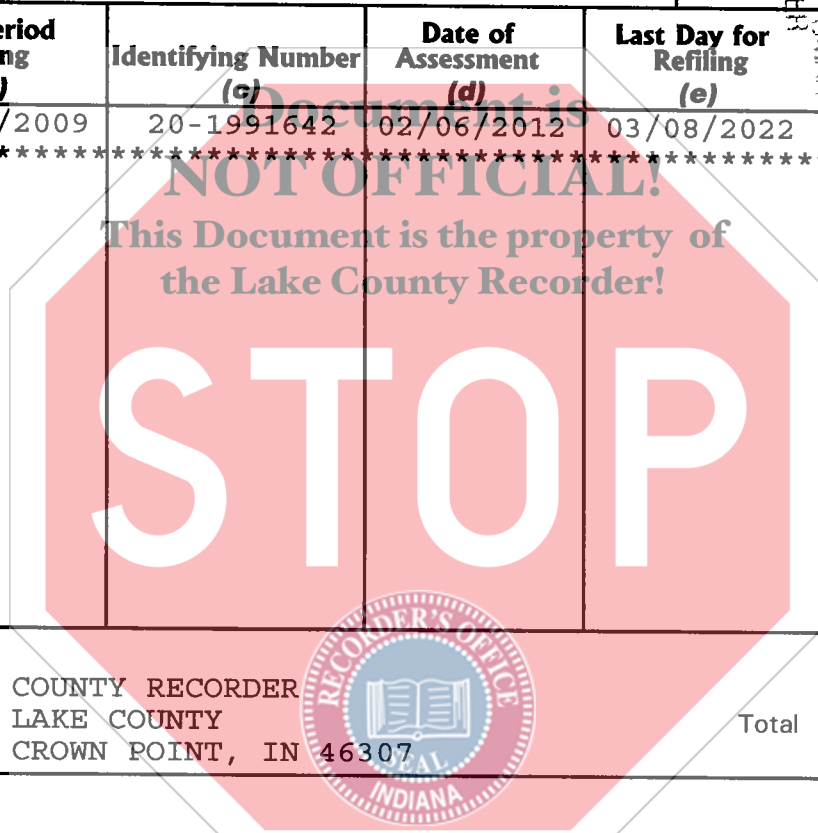 eriod
ng
)
Identifying Number
(c)
Date of
Assessment
(d)
Last Day for
Refiling
(e)
/2009 20-1991642 02/06/2012 03/08/2022
******************************************
Document is
NOT OFFICIAL!
This Document is the property of
the Lake County Recorder!
STOP
COUNTY RECORDER
LAKE COUNTY
CROWN POINT, IN 46307
Total
RECORDER'S OFFICE
SEAL
INDIANA